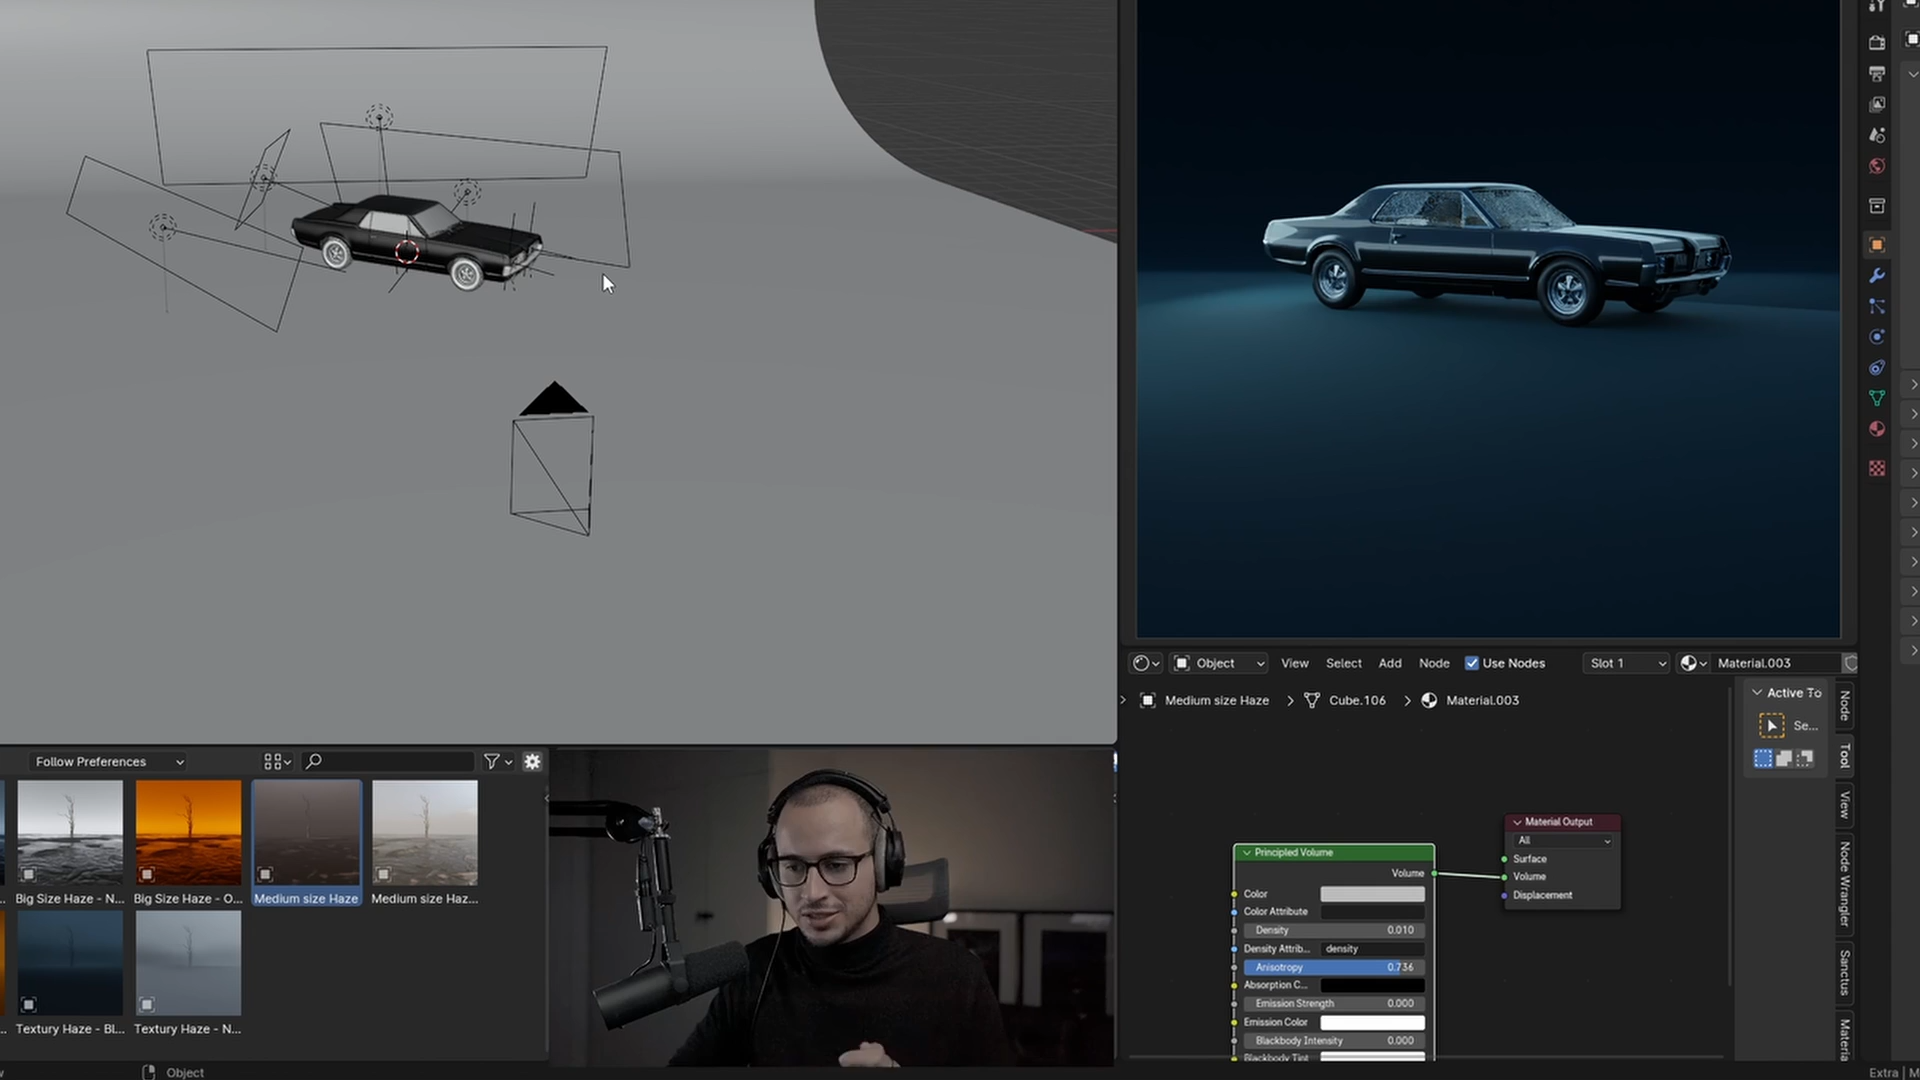 Object
View
Select
Add
Node
Use Nodes
Slot 1
Material.003
Medium size Haze
Cube.106
Material.003
Active To
Se...
Node
Tool
View
Node Wrangler
Sanctus
Materia
Principled Volume
Volume
Color
Color Attribute
Density 0.010
Density Attrib... density
Anisotropy 0.736
Absorption C...
Emission Strength 0.000
Emission Color
Blackbody Intensity 0.000
Blackbody Tint
Material Output
All
Surface
Volume
Displacement
Follow Preferences
Big Size Haze - N...
Big Size Haze - O...
Medium size Haze
Medium size Haz...
Textury Haze - Bl...
Textury Haze - N...
Object
Extra | M